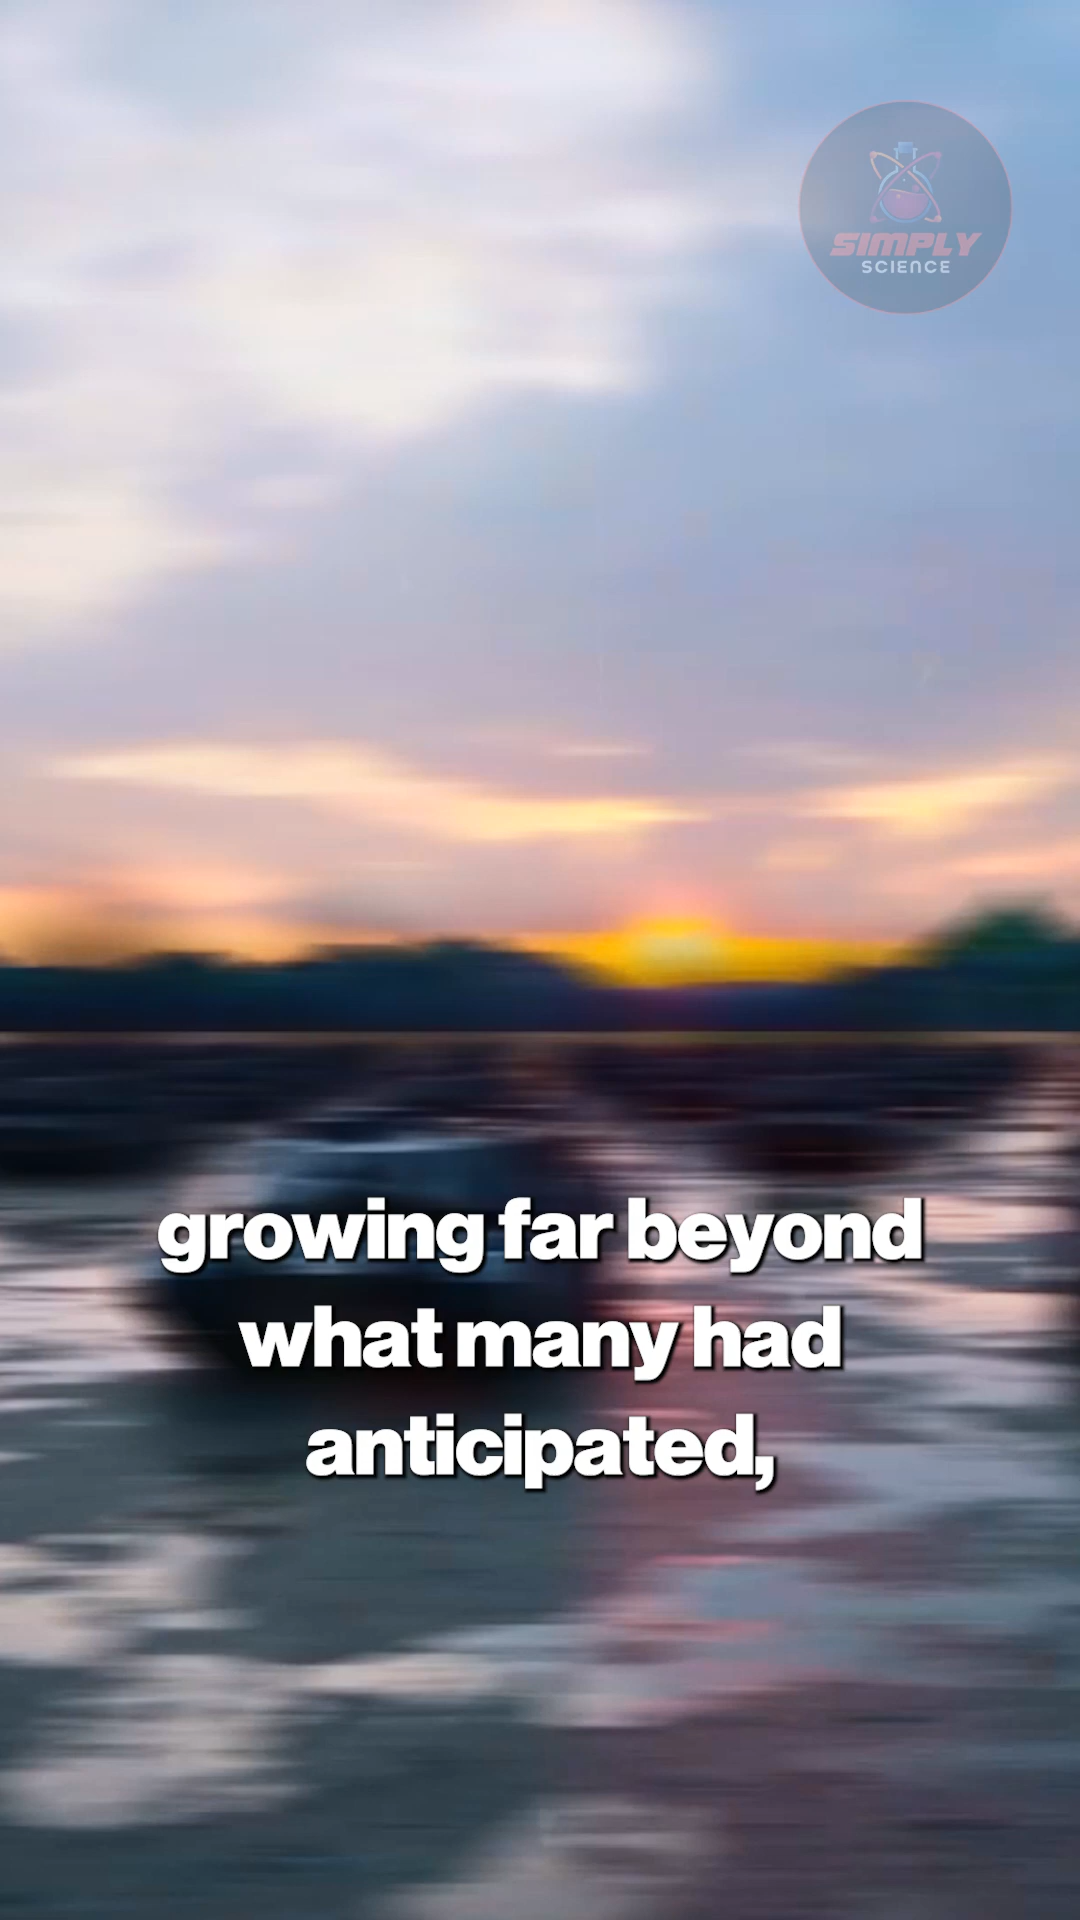 SIMPLY
SCIENCE
growing far beyond
what many had
anticipated,